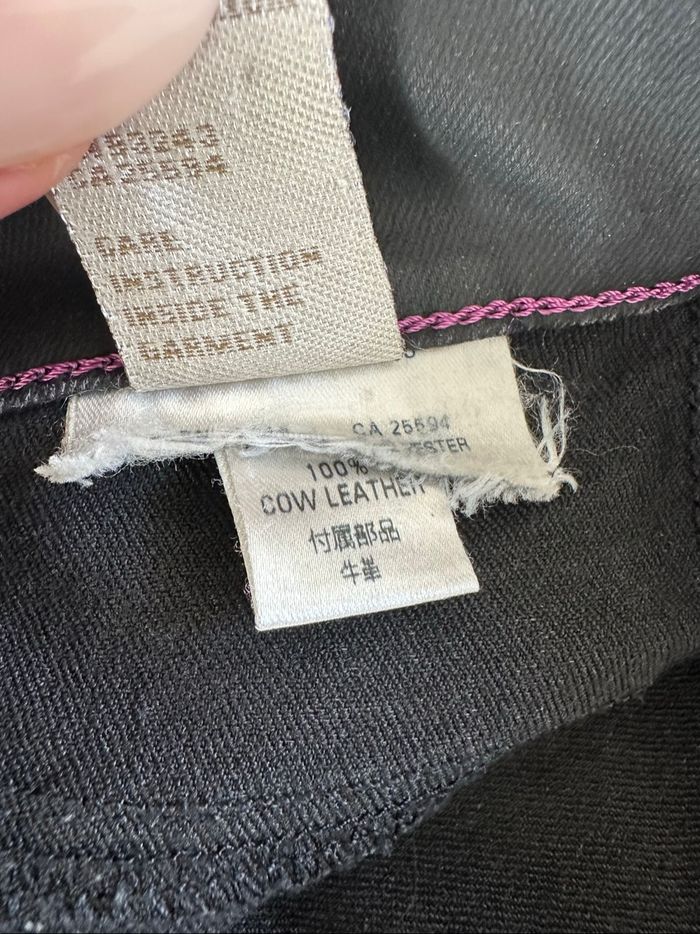 CA 25594
CARE
INSTRUCTION
INSIDE THE
GARMENT
CA 25594
100%
COW LEATHER
付属部品
牛革